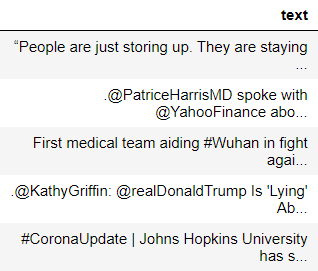 text
“People are just storing up. They are staying
...
.@PatriceHarrisMD spoke with
@YahooFinance abo...
First medical team aiding #Wuhan in fight
agai...
.@KathyGriffin: @realDonaldTrump Is 'Lying'
Ab...
#CoronaUpdate | Johns Hopkins University
has s...